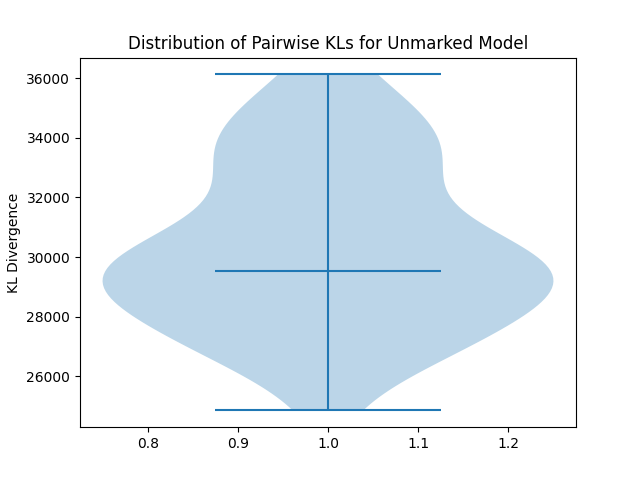 Distribution of Pairwise KLs for Unmarked Model
KL Divergence
36000
34000
32000
30000
28000
26000
0.8 0.9 1.0 1.1 1.2